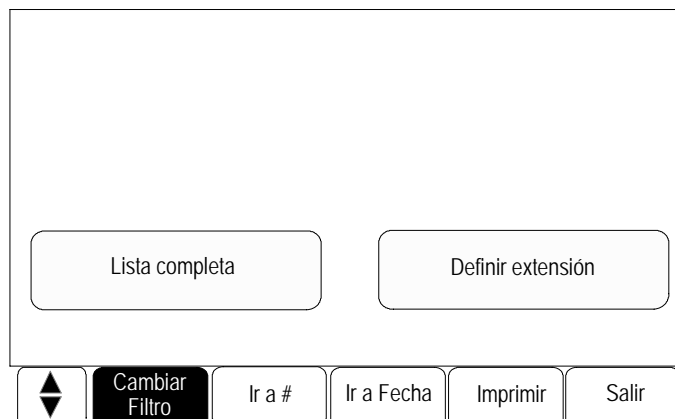 Lista completa
Definir extensión
Cambiar
Filtro
Ir a #
Ir a Fecha
Imprimir
Salir